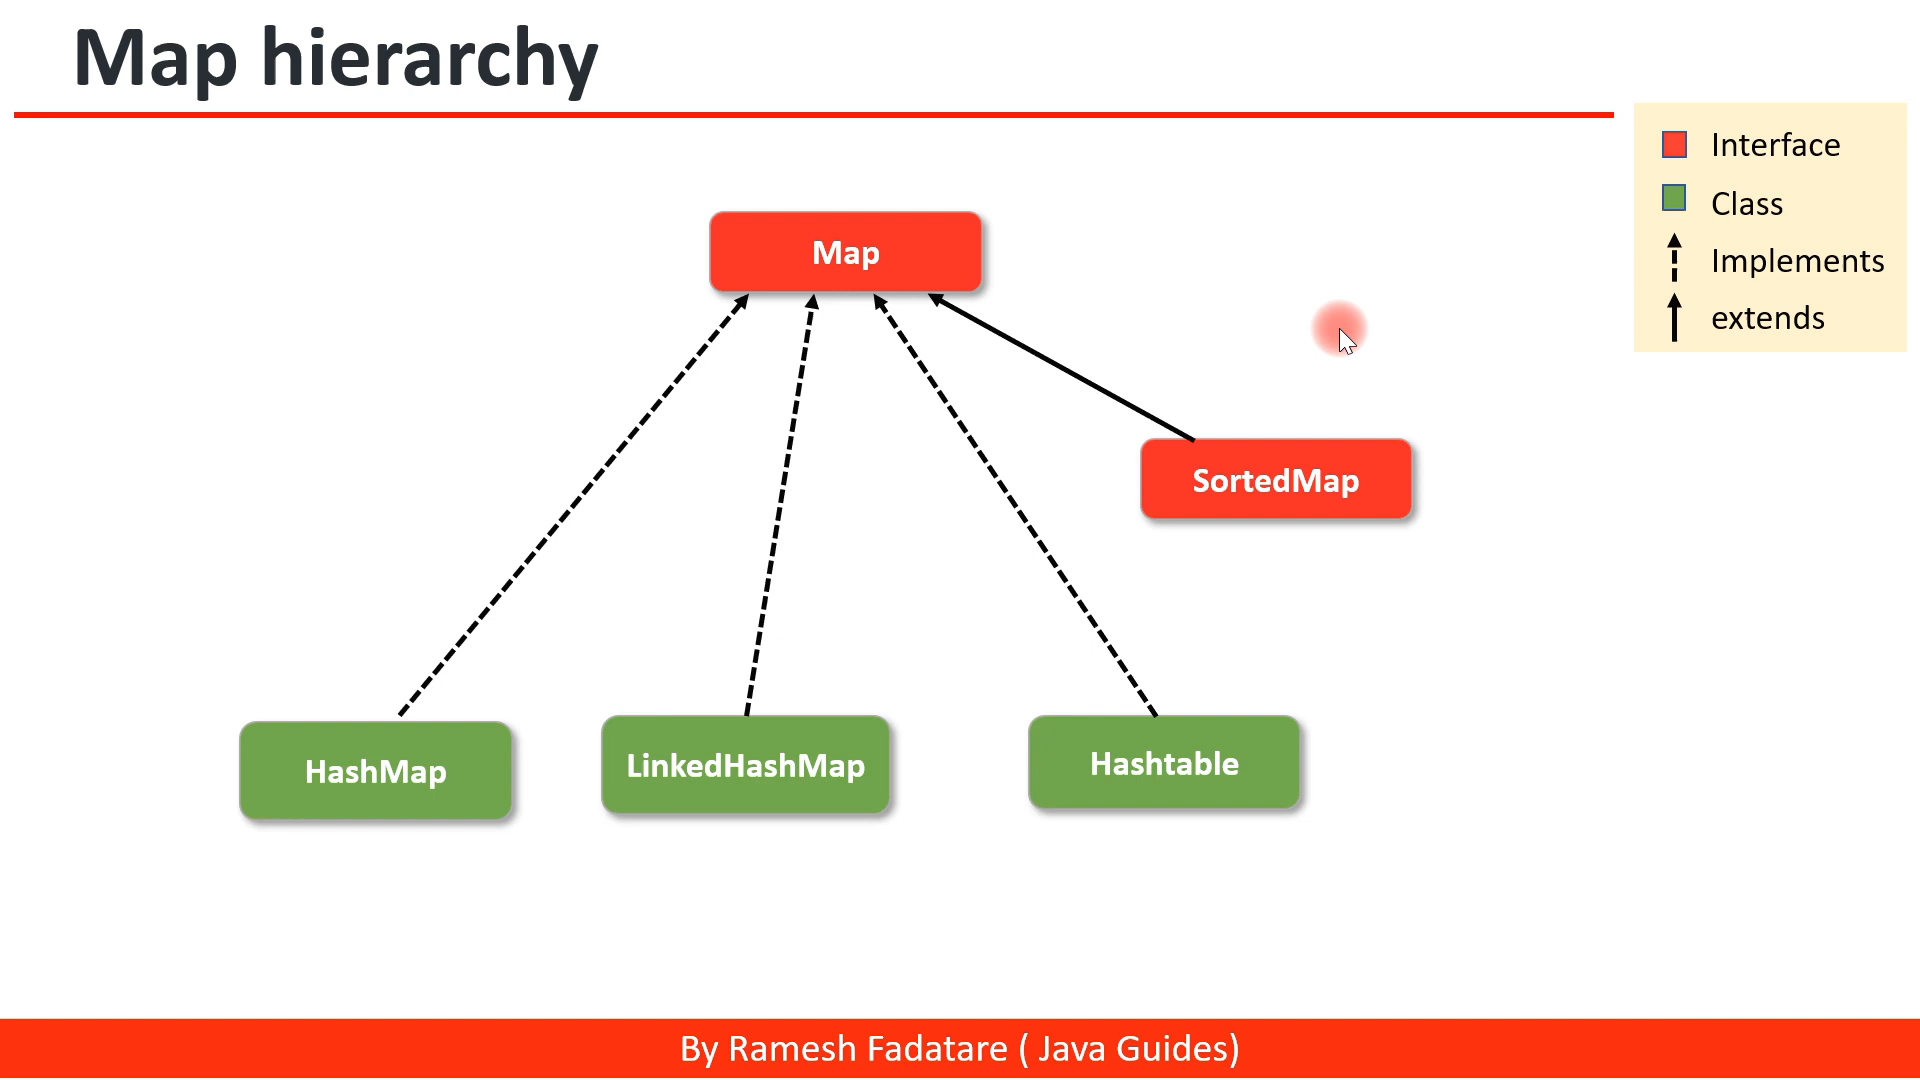 Map hierarchy
Interface
Class
Implements
extends
Map
SortedMap
HashMap
LinkedHashMap
Hashtable
By Ramesh Fadatare ( Java Guides)